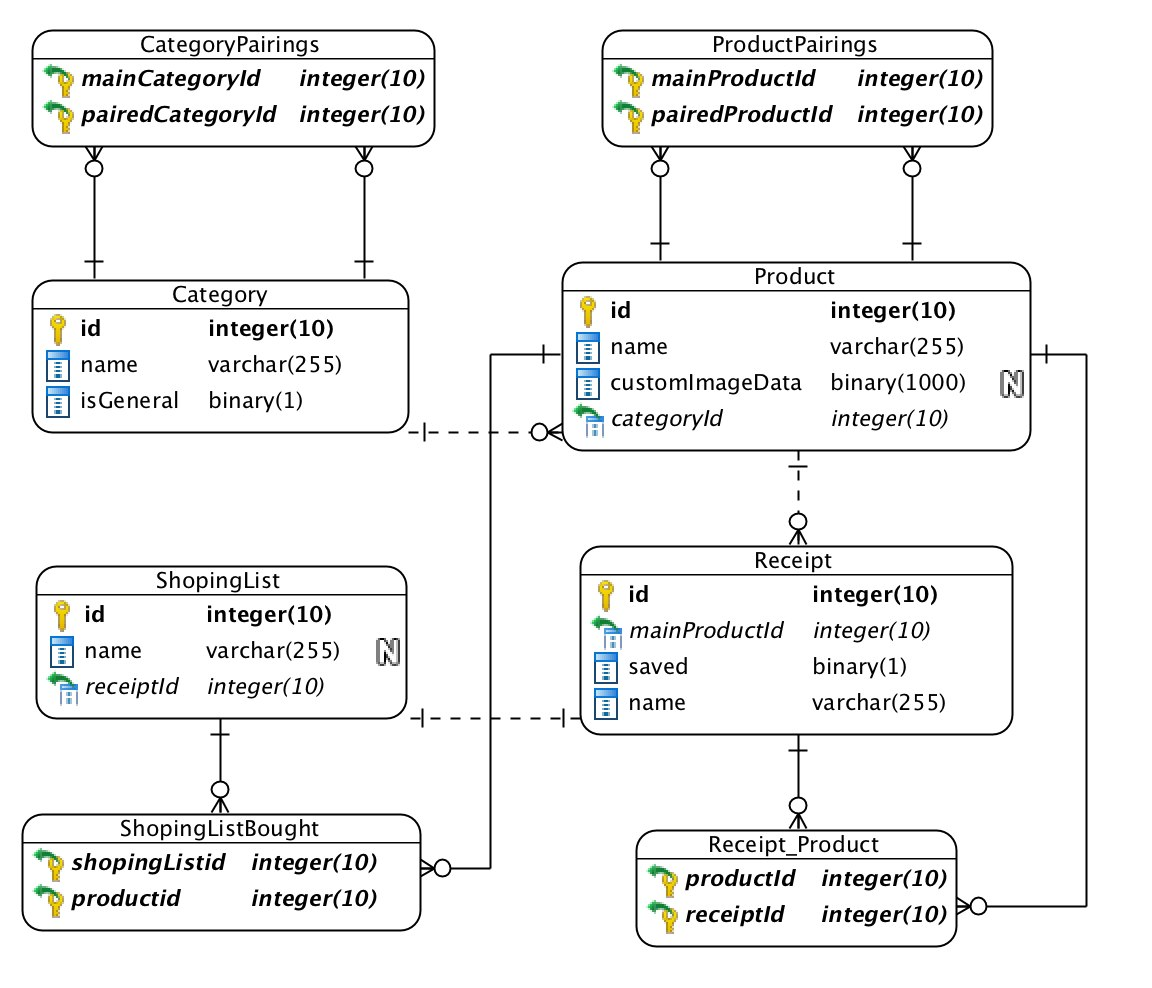 CategoryPairings
mainCategoryId integer(10)
pairedCategoryId integer(10)
ProductPairings
mainProductId integer(10)
pairedProductId integer(10)
Category
id integer(10)
name varchar(255)
isGeneral binary(1)
Product
id integer(10)
name varchar(255)
customImageData binary(1000) N
categoryId integer(10)
ShopingList
id integer(10)
name varchar(255) N
receiptId integer(10)
Receipt
id integer(10)
mainProductId integer(10)
saved binary(1)
name varchar(255)
ShopingListBought
shopingListid integer(10)
productid integer(10)
Receipt_Product
productId integer(10)
receiptId integer(10)